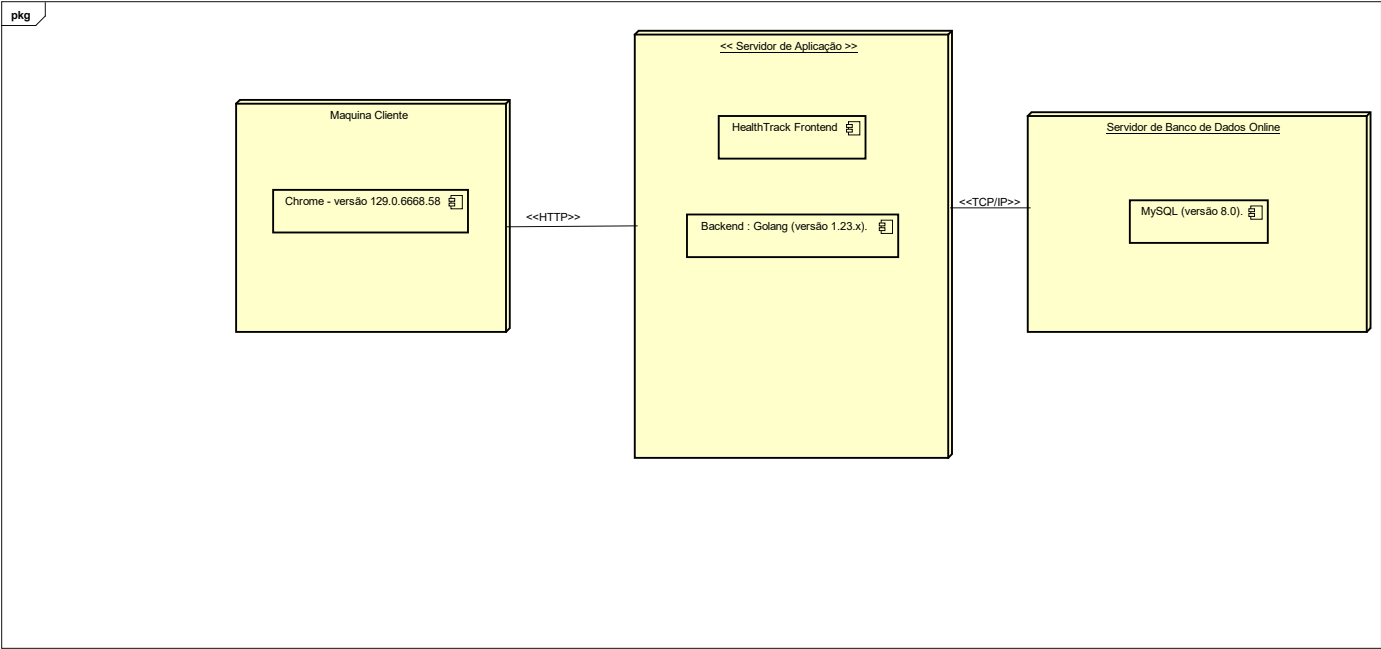 pkg
<< Servidor de Aplicação >>
Maquina Cliente
HealthTrack Frontend
Servidor de Banco de Dados Online
Chrome - versão 129.0.6668.58
<<HTTP>>
Backend : Golang (versão 1.23.x).
<<TCP/IP>>
MySQL (versão 8.0).